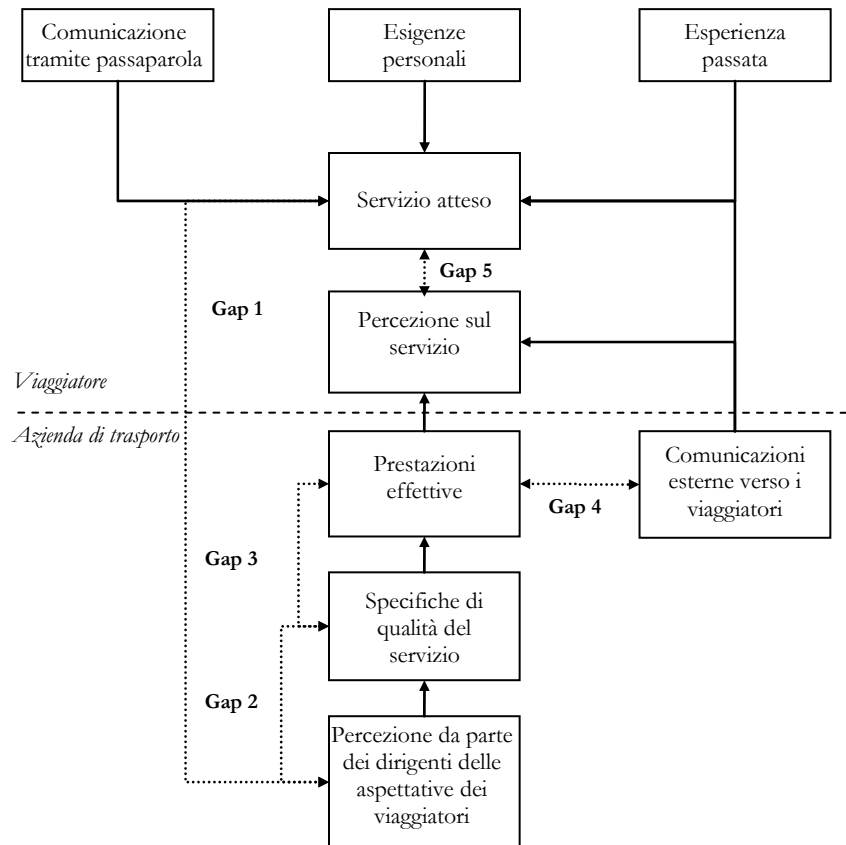 Comunicazione
tramite passaparola
Esigenze
personali
Esperienza
passata
Servizio atteso
Gap 5
Gap 1
Percezione sul
servizio
Viaggiatore
Azienda di trasporto
Prestazioni
effettive
Comunicazioni
esterne verso i
viaggiatori
Gap 4
Gap 3
Specifiche di
qualità del
servizio
Gap 2
Percezione da parte
dei dirigenti delle
aspettative dei
viaggiatori